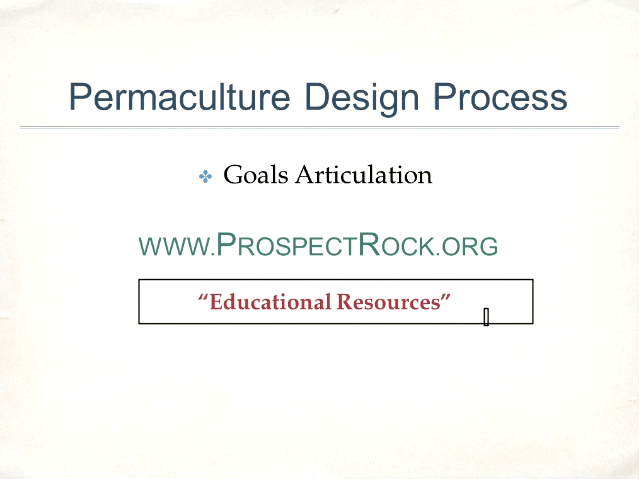 Permaculture Design Process
Goals Articulation
WWW.PROSPECTROCK.ORG
“Educational Resources”